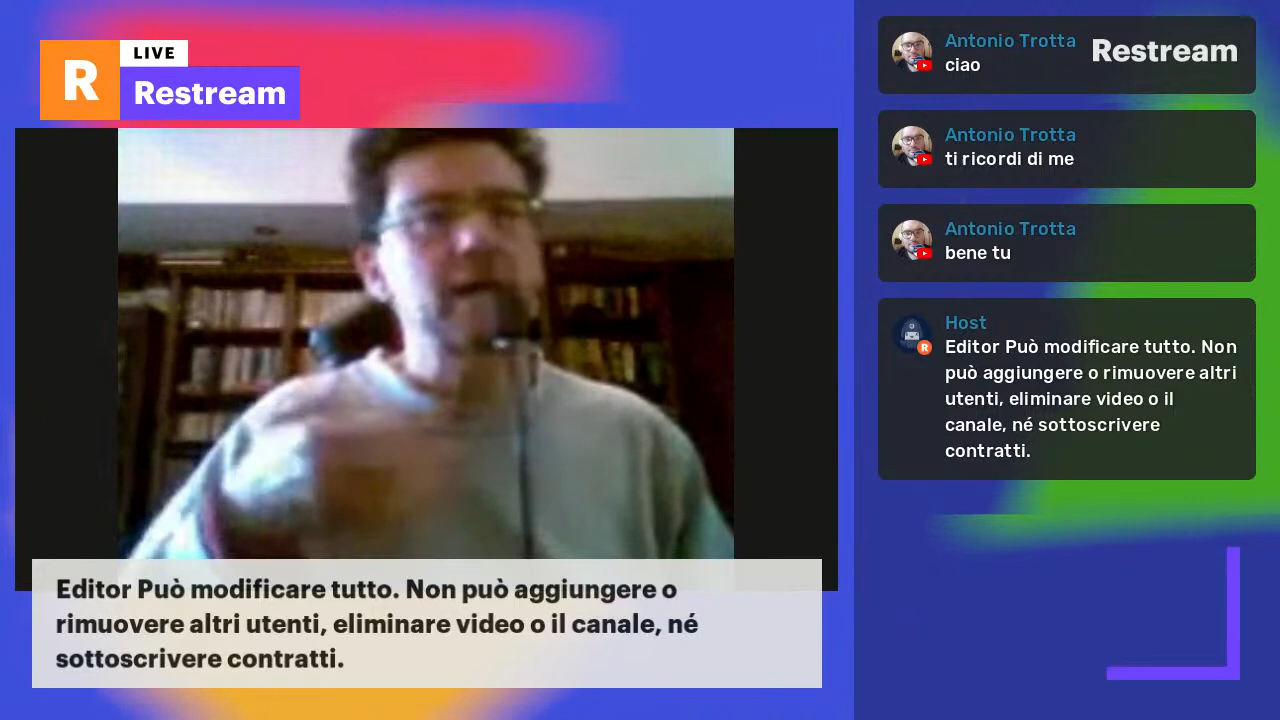 R
LIVE
Restream
Editor Può modificare tutto. Non può aggiungere o
rimuovere altri utenti, eliminare video o il canale, né
sottoscrivere contratti.
Antonio Trotta
ciao
Restream
Antonio Trotta
ti ricordi di me
Antonio Trotta
bene tu
Host
R
Editor Può modificare tutto. Non
può aggiungere o rimuovere altri
utenti, eliminare video o il
canale, né sottoscrivere
contratti.